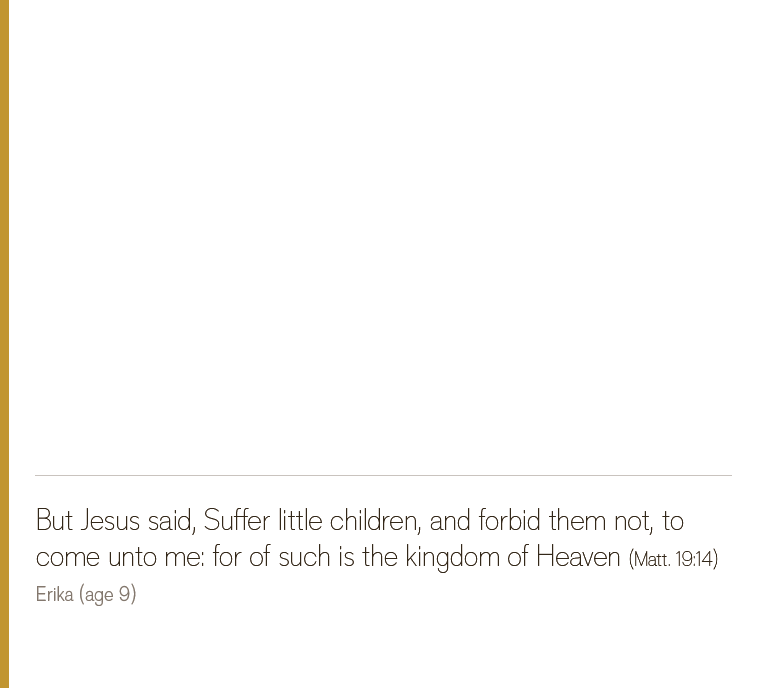 But Jesus said, Suffer little children, and forbid them not, to
come unto me: for of such is the kingdom of Heaven (Matt. 19:14)
Erika (age 9)